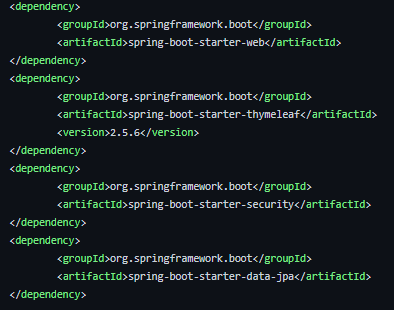 <dependency>
<groupId>org.springframework.boot</groupId>
<artifactId>spring-boot-starter-web</artifactId>
</dependency>
<dependency>
<groupId>org.springframework.boot</groupId>
<artifactId>spring-boot-starter-thymeleaf</artifactId>
<version>2.5.6</version>
</dependency>
<dependency>
<groupId>org.springframework.boot</groupId>
<artifactId>spring-boot-starter-security</artifactId>
</dependency>
<dependency>
<groupId>org.springframework.boot</groupId>
<artifactId>spring-boot-starter-data-jpa</artifactId>
</dependency>